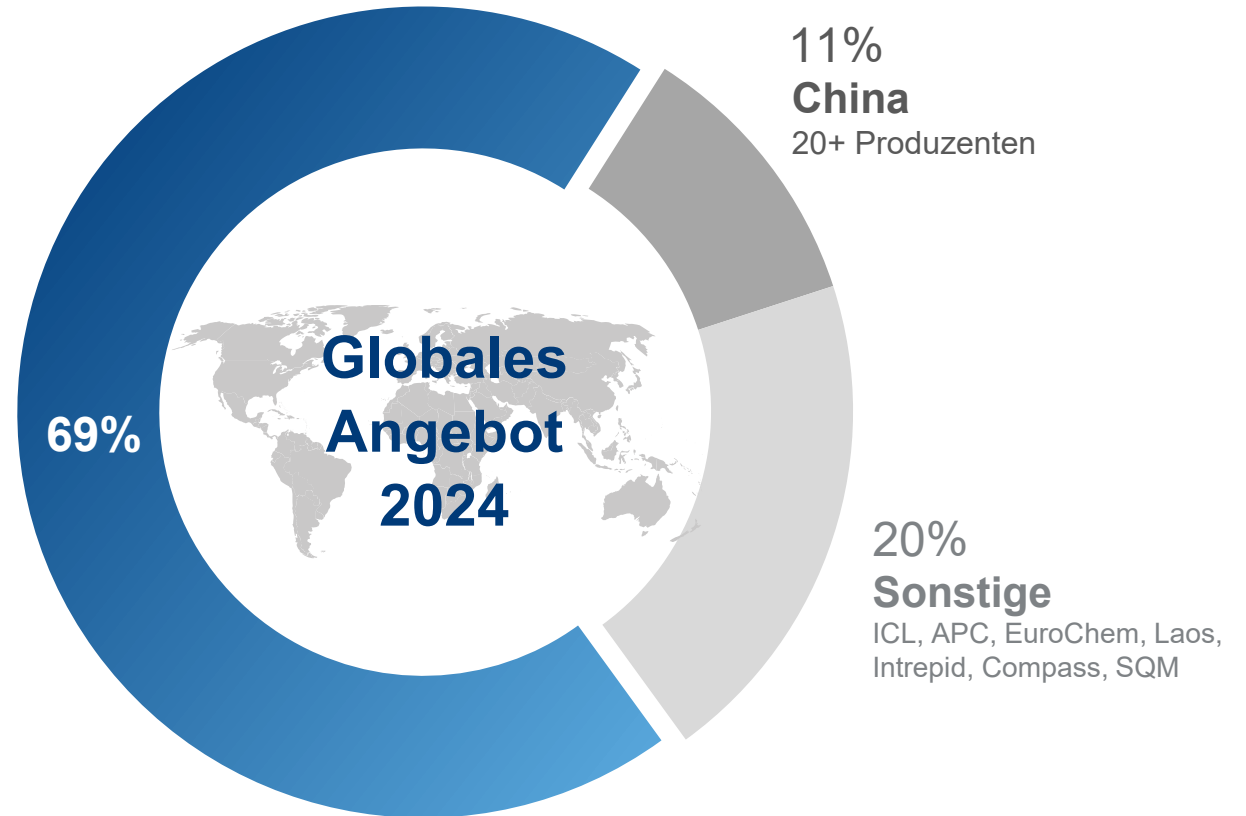 11%
China
20+ Produzenten
Globales
Angebot
2024
69%
20%
Sonstige
ICL, APC, EuroChem, Laos,
Intrepid, Compass, SQM